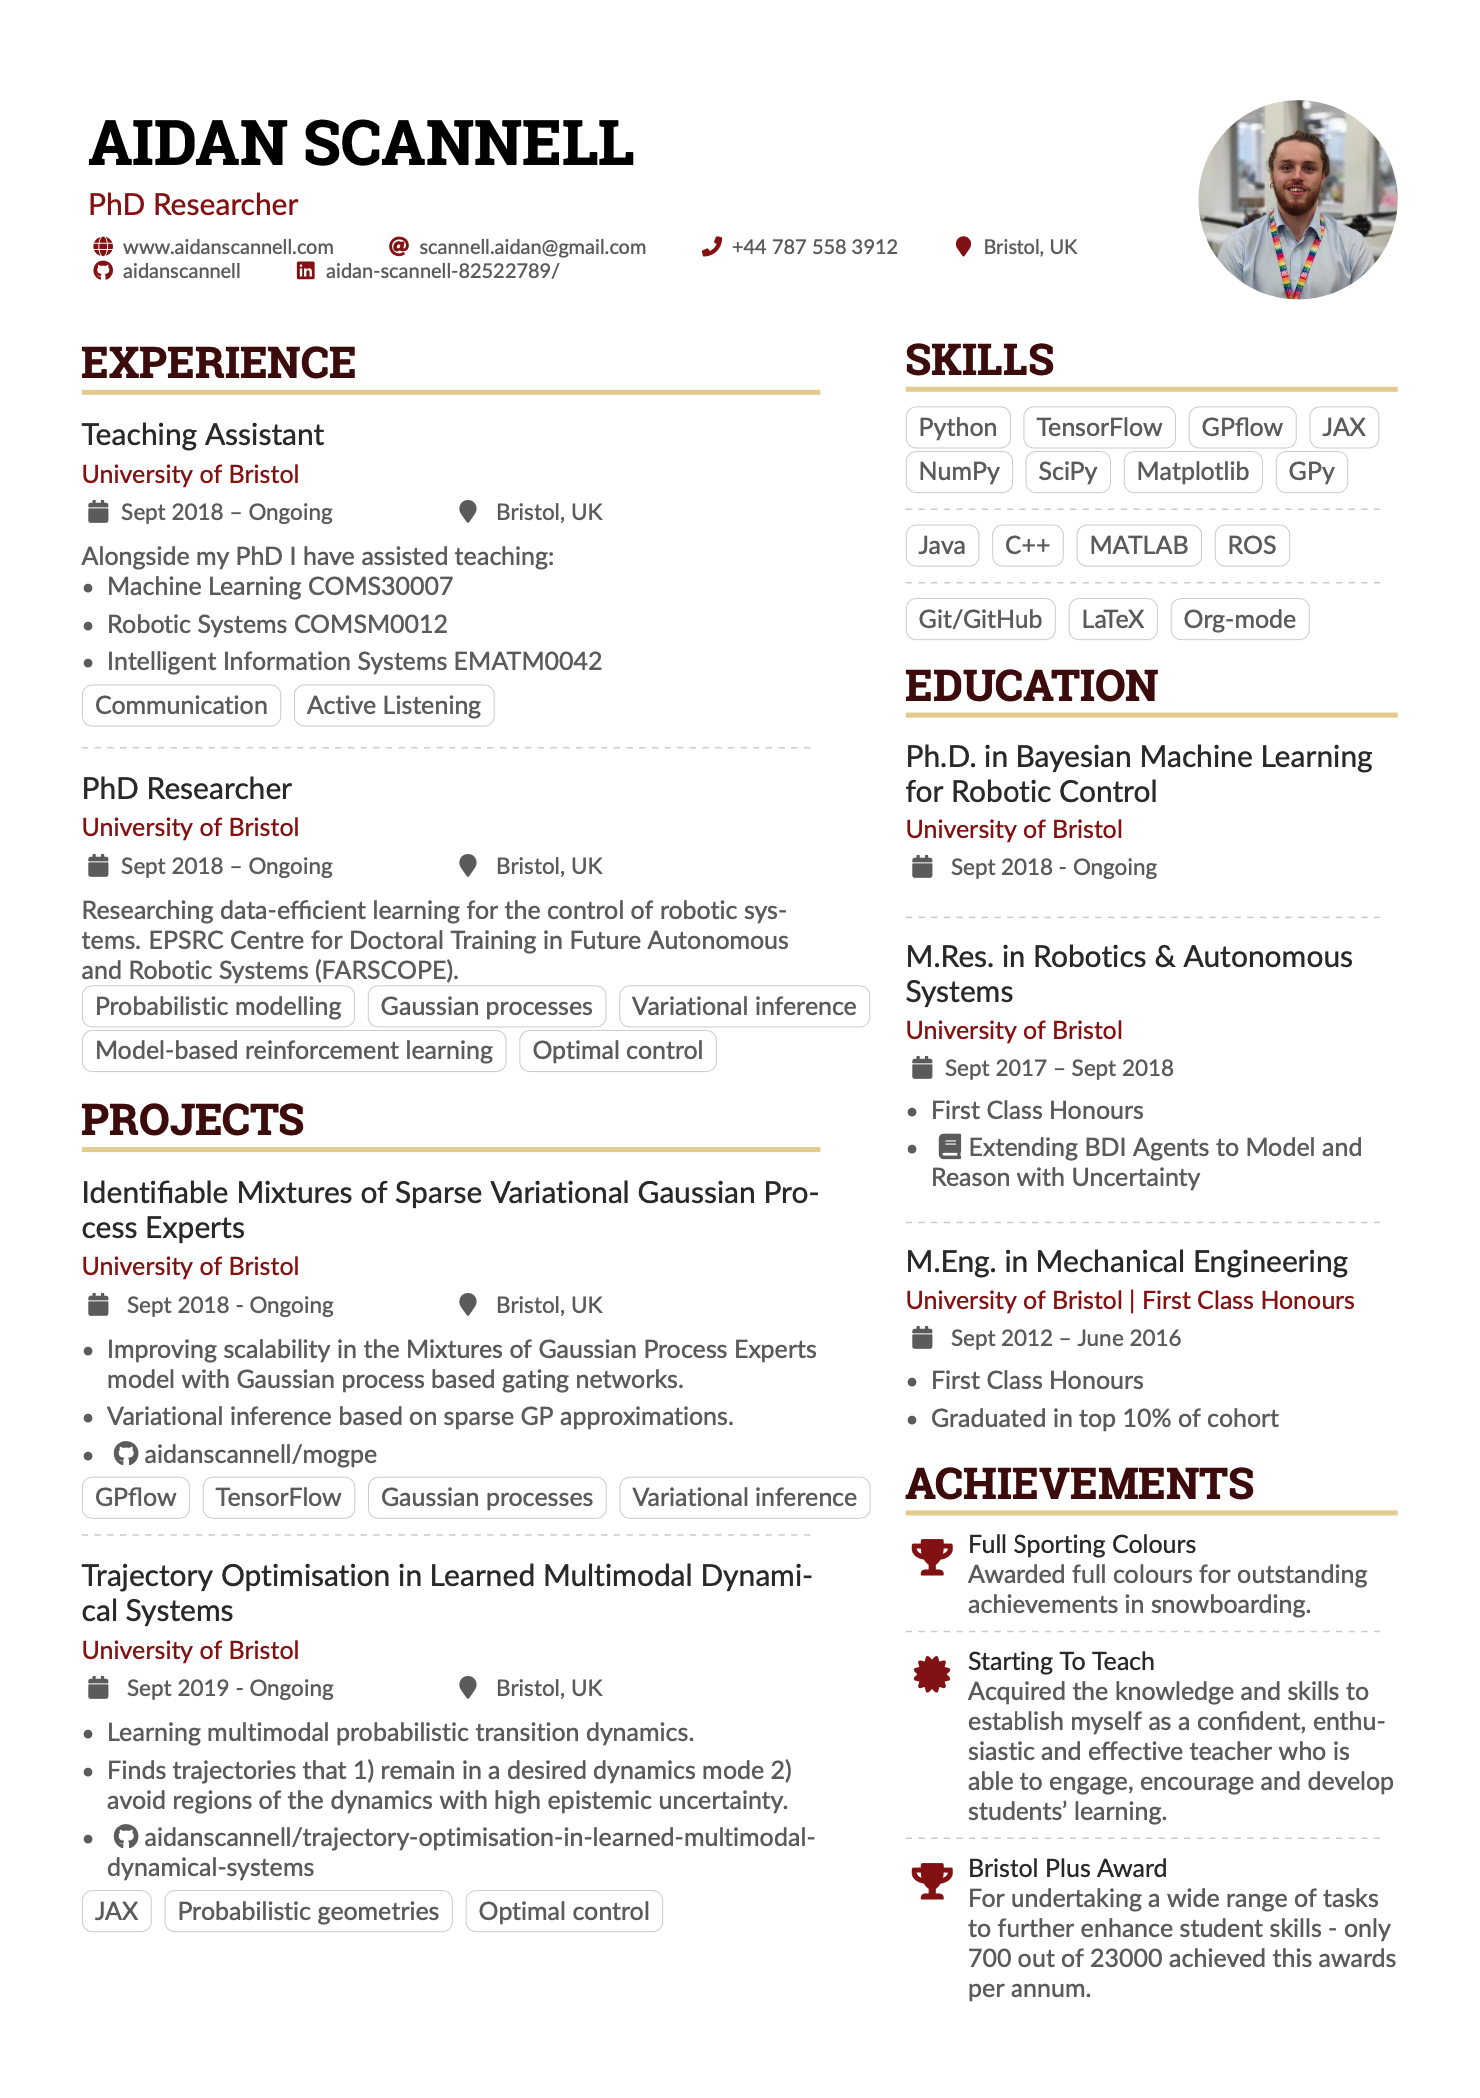 AIDAN SCANNELL
PhD Researcher
www.aidanscannell.com scannell.aidan@gmail.com +44 787 558 3912 Bristol, UK
aidanscannell aidan-scannell-82522789/
EXPERIENCE
Teaching Assistant
University of Bristol
Sept 2018 – Ongoing Bristol, UK
Alongside my PhD I have assisted teaching:
• Machine Learning COMS30007
• Robotic Systems COMSM0012
• Intelligent Information Systems EMATM0042
Communication Active Listening
PhD Researcher
University of Bristol
Sept 2018 – Ongoing Bristol, UK
Researching data-efficient learning for the control of robotic sys-
tems. EPSRC Centre for Doctoral Training in Future Autonomous
and Robotic Systems (FARSCOPE).
Probabilistic modelling Gaussian processes Variational inference
Model-based reinforcement learning Optimal control
PROJECTS
Identifiable Mixtures of Sparse Variational Gaussian Pro-
cess Experts
University of Bristol
Sept 2018 - Ongoing Bristol, UK
• Improving scalability in the Mixtures of Gaussian Process Experts
model with Gaussian process based gating networks.
• Variational inference based on sparse GP approximations.
• aidanscannell/mogpe
GPflow TensorFlow Gaussian processes Variational inference
Trajectory Optimisation in Learned Multimodal Dynami-
cal Systems
University of Bristol
Sept 2019 - Ongoing Bristol, UK
• Learning multimodal probabilistic transition dynamics.
• Finds trajectories that 1) remain in a desired dynamics mode 2)
avoid regions of the dynamics with high epistemic uncertainty.
• aidanscannell/trajectory-optimisation-in-learned-multimodal-
dynamical-systems
JAX Probabilistic geometries Optimal control
SKILLS
Python TensorFlow GPflow JAX
NumPy SciPy Matplotlib GPy
Java C++ MATLAB ROS
Git/GitHub LaTeX Org-mode
EDUCATION
Ph.D. in Bayesian Machine Learning
for Robotic Control
University of Bristol
Sept 2018 - Ongoing
M.Res. in Robotics & Autonomous
Systems
University of Bristol
Sept 2017 – Sept 2018
• First Class Honours
• Extending BDI Agents to Model and
Reason with Uncertainty
M.Eng. in Mechanical Engineering
University of Bristol | First Class Honours
Sept 2012 – June 2016
• First Class Honours
• Graduated in top 10% of cohort
ACHIEVEMENTS
Full Sporting Colours
Awarded full colours for outstanding
achievements in snowboarding.
Starting To Teach
Acquired the knowledge and skills to
establish myself as a confident, enthu-
siastic and effective teacher who is
able to engage, encourage and develop
students’ learning.
Bristol Plus Award
For undertaking a wide range of tasks
to further enhance student skills - only
700 out of 23000 achieved this awards
per annum.